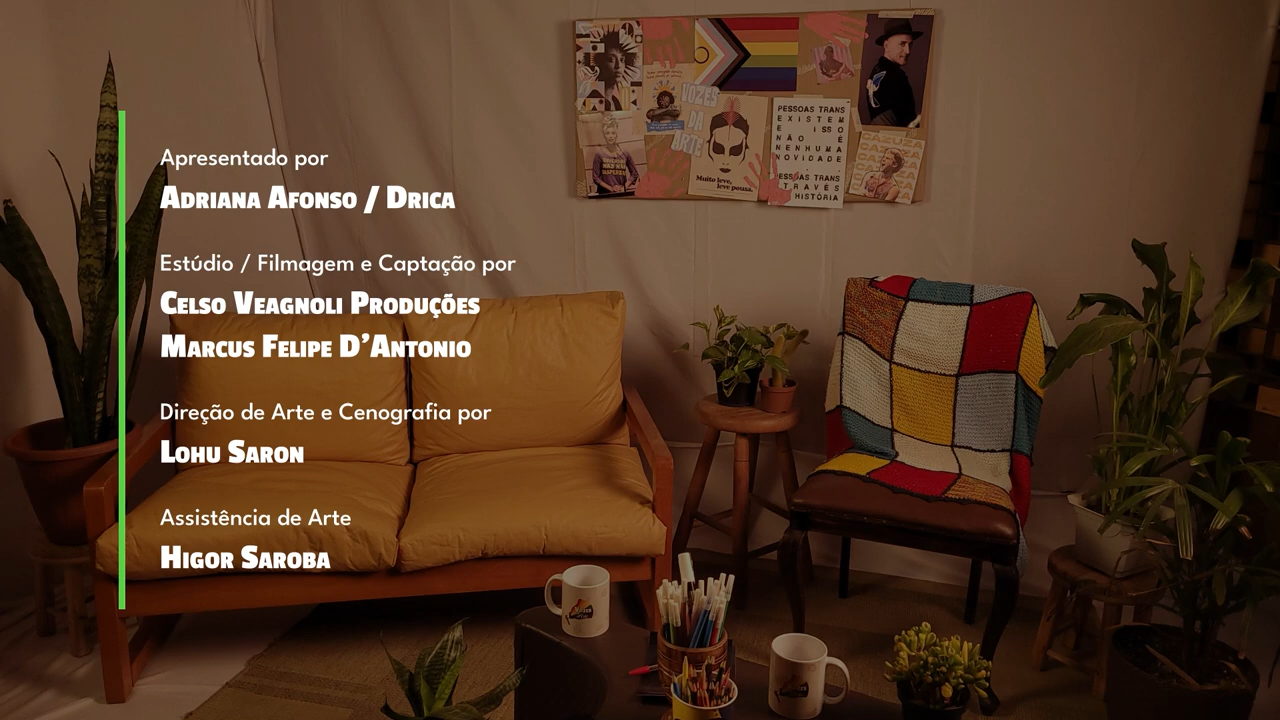 Apresentado por
Adriana Afonso / Drica
Estúdio / Filmagem e Captação por
Celso Veagnoli Produções
Marcus Felipe D’Antonio
Direção de Arte e Cenografia por
Lohu Saron
Assistência de Arte
Higor Saroba
VOZES
DA
ARTE
Muito leve,
leve pouza.
PESSOAS TRANS
EXISTEM
E ISSO
NÃO É
NENHUMA
NOVIDADE
PESSOAS TRANS
HISTÓRIA